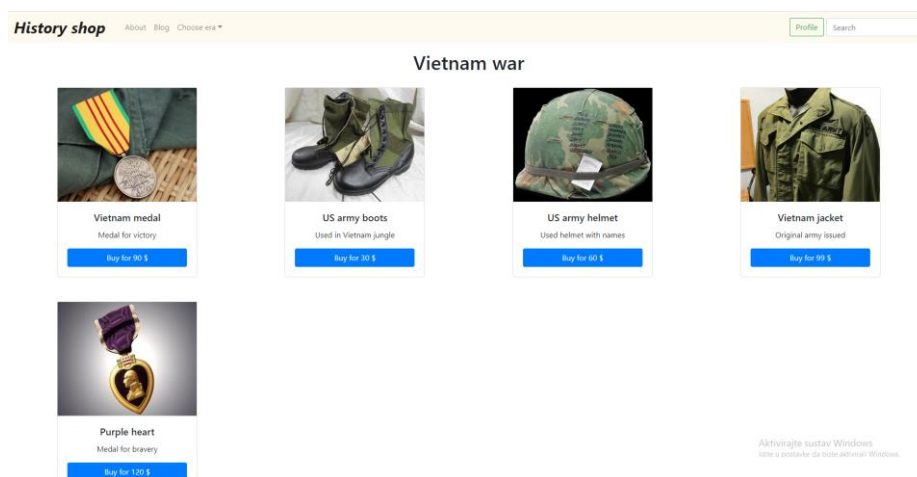 History shop
About Blog Choose era
Profile
Search
Vietnam war
Vietnam medal
Medal for victory
Buy for 90 $
US army boots
Used in Vietnam jungle
Buy for 30 $
US army helmet
Used helmet with names
Buy for 60 $
Vietnam jacket
Original army issued
Buy for 99 $
Purple heart
Medal for bravery
Buy for 120 $
Aktivirajte sustav Windows
Idite u postavke da biste aktivirali Windows.